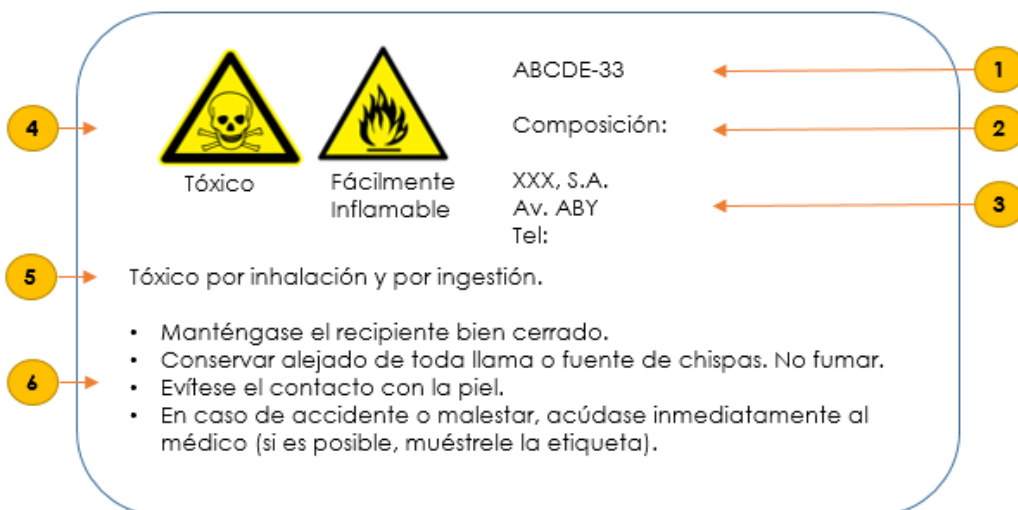 ABCDE-33
1
Composición:
2
4
Tóxico
Fácilmente
Inflamable
XXX, S.A.
Av. ABY
Tel:
3
5
Tóxico por inhalación y por ingestión.
• Manténgase el recipiente bien cerrado.
• Conservar alejado de toda llama o fuente de chispas. No fumar.
6
• Evítese el contacto con la piel.
• En caso de accidente o malestar, acúdase inmediatamente al
médico (si es posible, muéstrele la etiqueta).